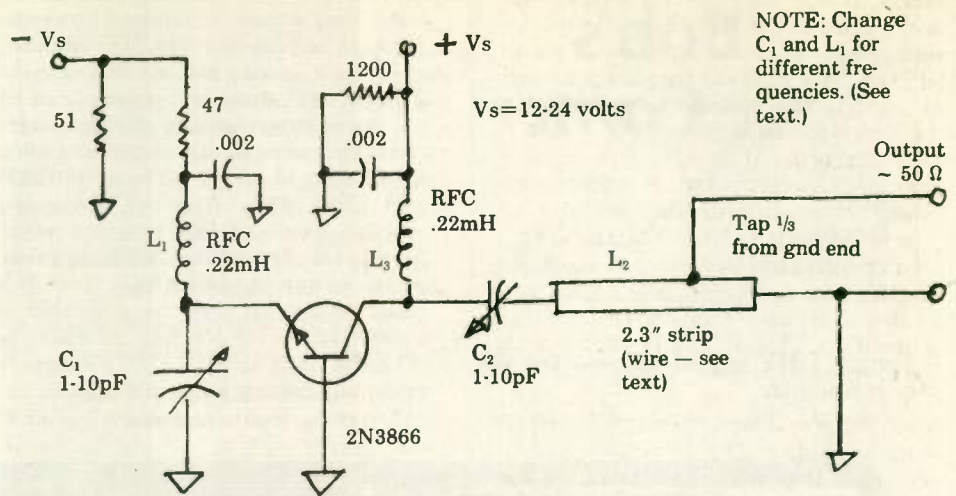 − Vs
51
47
.002
L₁
RFC
.22mH
C₁
1-10pF
+ Vs
1200
.002
Vs=12-24 volts
RFC
.22mH
L₃
2N3866
C₂
1-10pF
L₂
2.3" strip
(wire — see
text)
Tap 1/3
from gnd end
NOTE: Change
C₁ and L₁ for
different fre-
quencies. (See
text.)
Output
~ 50 Ω